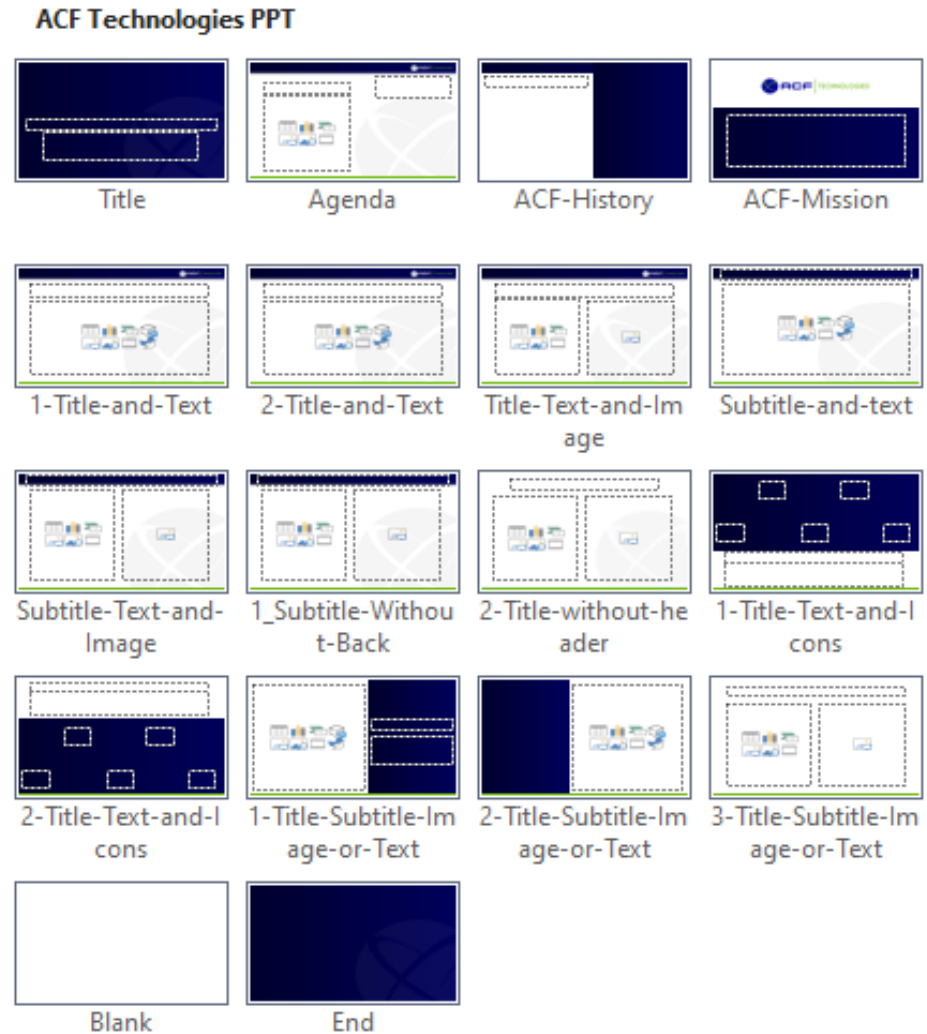 ACF Technologies PPT
ACF TECHNOLOGIES
Title
Agenda
ACF-History
ACF-Mission
1-Title-and-Text
2-Title-and-Text
Title-Text-and-Im
age
Subtitle-and-text
Subtitle-Text-and-
Image
1_Subtitle-Withou
t-Back
2-Title-without-he
ader
1-Title-Text-and-I
cons
2-Title-Text-and-I
cons
1-Title-Subtitle-Im
age-or-Text
2-Title-Subtitle-Im
age-or-Text
3-Title-Subtitle-Im
age-or-Text
Blank
End